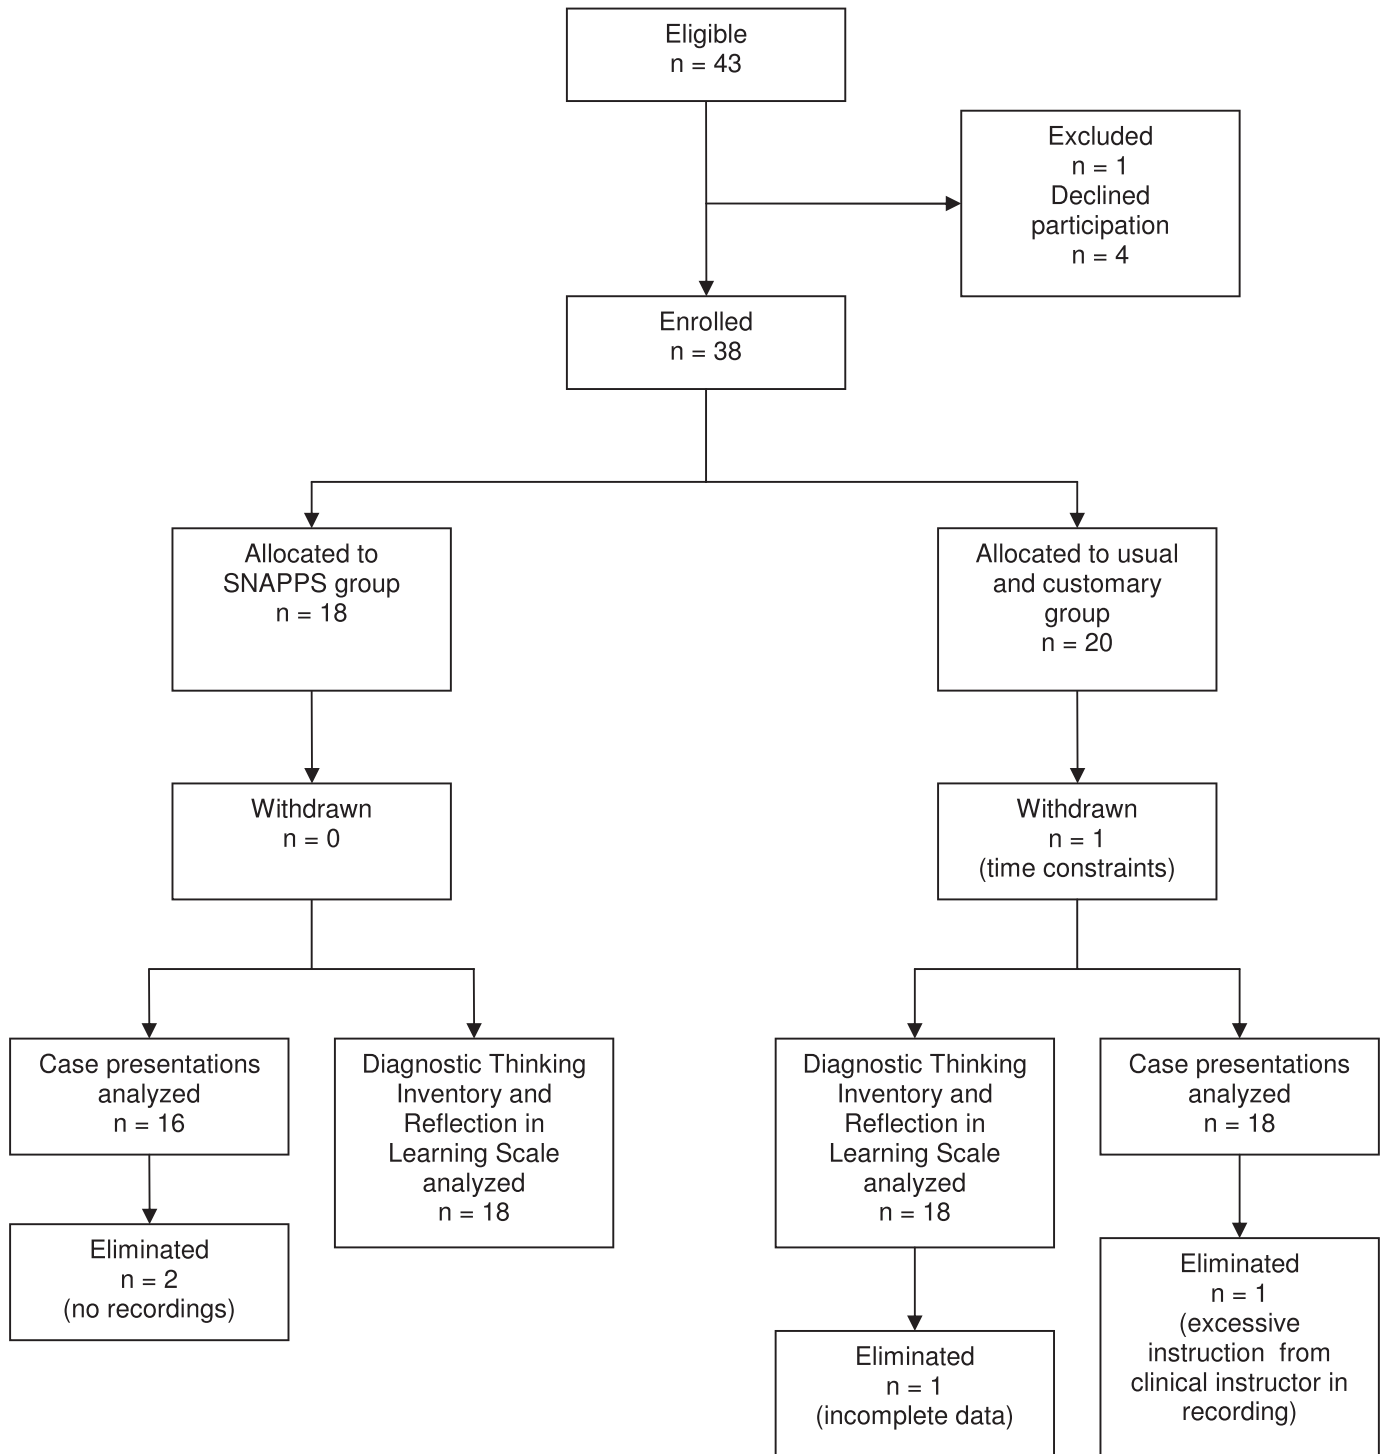 Eligible
n = 43
Excluded
n = 1
Declined
participation
n = 4
Enrolled
n = 38
Allocated to
SNAPPS group
n = 18
Allocated to usual
and customary
group
n = 20
Withdrawn
n = 0
Withdrawn
n = 1
(time constraints)
Case presentations
analyzed
n = 16
Diagnostic Thinking
Inventory and
Reflection in
Learning Scale
analyzed
n = 18
Diagnostic Thinking
Inventory and
Reflection in
Learning Scale
analyzed
n = 18
Case presentations
analyzed
n = 18
Eliminated
n = 2
(no recordings)
Eliminated
n = 1
(incomplete data)
Eliminated
n = 1
(excessive
instruction from
clinical instructor in
recording)